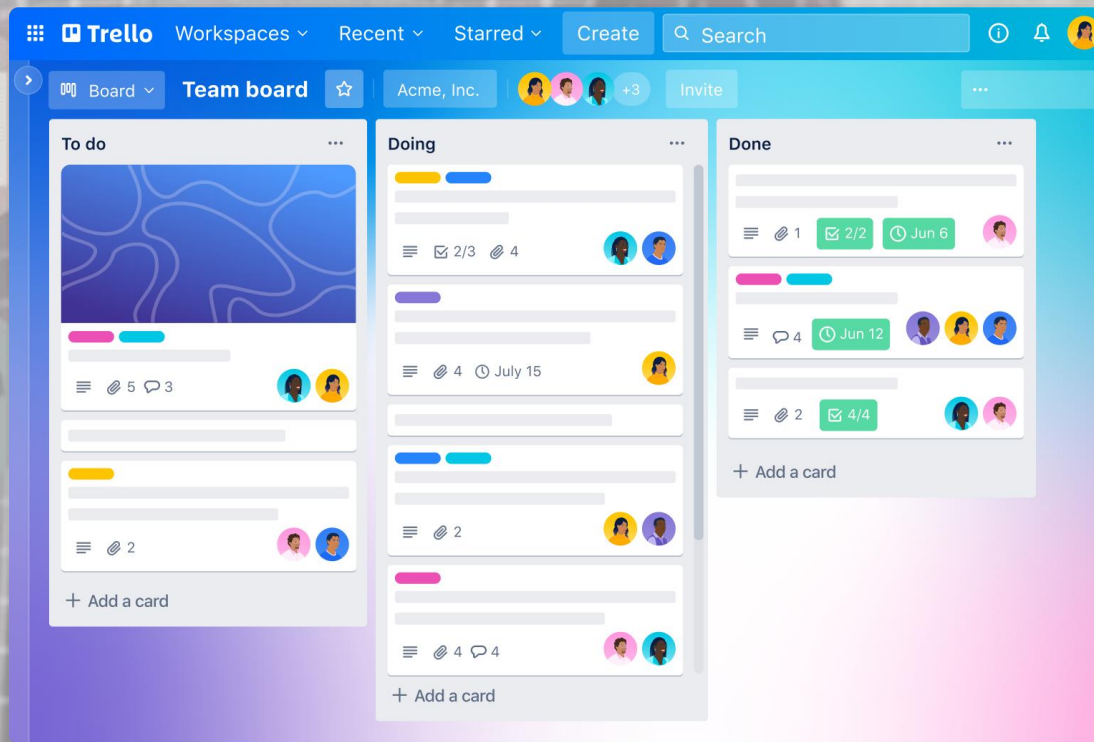 Trello Workspaces Recent Starred Create Search
Board Team board Acme, Inc. +3 Invite
To do
5 3
2
+ Add a card
Doing
2/3 4
4 July 15
2
4 4
+ Add a card
Done
1 2/2 Jun 6
4 Jun 12
2 4/4
+ Add a card